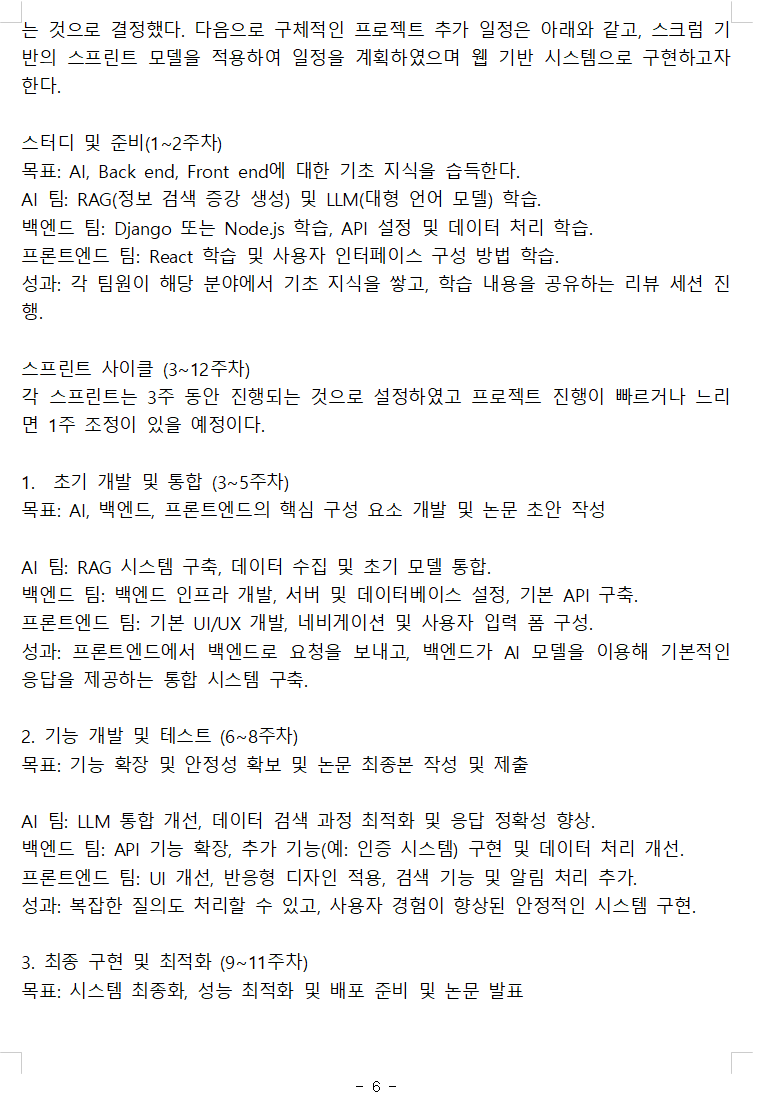 는 것으로 결정했다. 다음으로 구체적인 프로젝트 추가 일정은 아래와 같고, 스크럼 기
반의 스프린트 모델을 적용하여 일정을 계획하였으며 웹 기반 시스템으로 구현하고자
한다.
스터디 및 준비(1~2주차)
목표: AI, Back end, Front end에 대한 기초 지식을 습득한다.
AI 팀: RAG(정보 검색 증강 생성) 및 LLM(대형 언어 모델) 학습.
백엔드 팀: Django 또는 Node.js 학습, API 설정 및 데이터 처리 학습.
프론트엔드 팀: React 학습 및 사용자 인터페이스 구성 방법 학습.
성과: 각 팀원이 해당 분야에서 기초 지식을 쌓고, 학습 내용을 공유하는 리뷰 세션 진
행.
스프린트 사이클 (3~12주차)
각 스프린트는 3주 동안 진행되는 것으로 설정하였고 프로젝트 진행이 빠르거나 느리
면 1주 조정이 있을 예정이다.
1. 초기 개발 및 통합 (3~5주차)
목표: AI, 백엔드, 프론트엔드의 핵심 구성 요소 개발 및 논문 초안 작성
AI 팀: RAG 시스템 구축, 데이터 수집 및 초기 모델 통합.
백엔드 팀: 백엔드 인프라 개발, 서버 및 데이터베이스 설정, 기본 API 구축.
프론트엔드 팀: 기본 UI/UX 개발, 네비게이션 및 사용자 입력 폼 구성.
성과: 프론트엔드에서 백엔드로 요청을 보내고, 백엔드가 AI 모델을 이용해 기본적인
응답을 제공하는 통합 시스템 구축.
2. 기능 개발 및 테스트 (6~8주차)
목표: 기능 확장 및 안정성 확보 및 논문 최종본 작성 및 제출
AI 팀: LLM 통합 개선, 데이터 검색 과정 최적화 및 응답 정확성 향상.
백엔드 팀: API 기능 확장, 추가 기능(예: 인증 시스템) 구현 및 데이터 처리 개선.
프론트엔드 팀: UI 개선, 반응형 디자인 적용, 검색 기능 및 알림 처리 추가.
성과: 복잡한 질의도 처리할 수 있고, 사용자 경험이 향상된 안정적인 시스템 구현.
3. 최종 구현 및 최적화 (9~11주차)
목표: 시스템 최종화, 성능 최적화 및 배포 준비 및 논문 발표
- 6 -